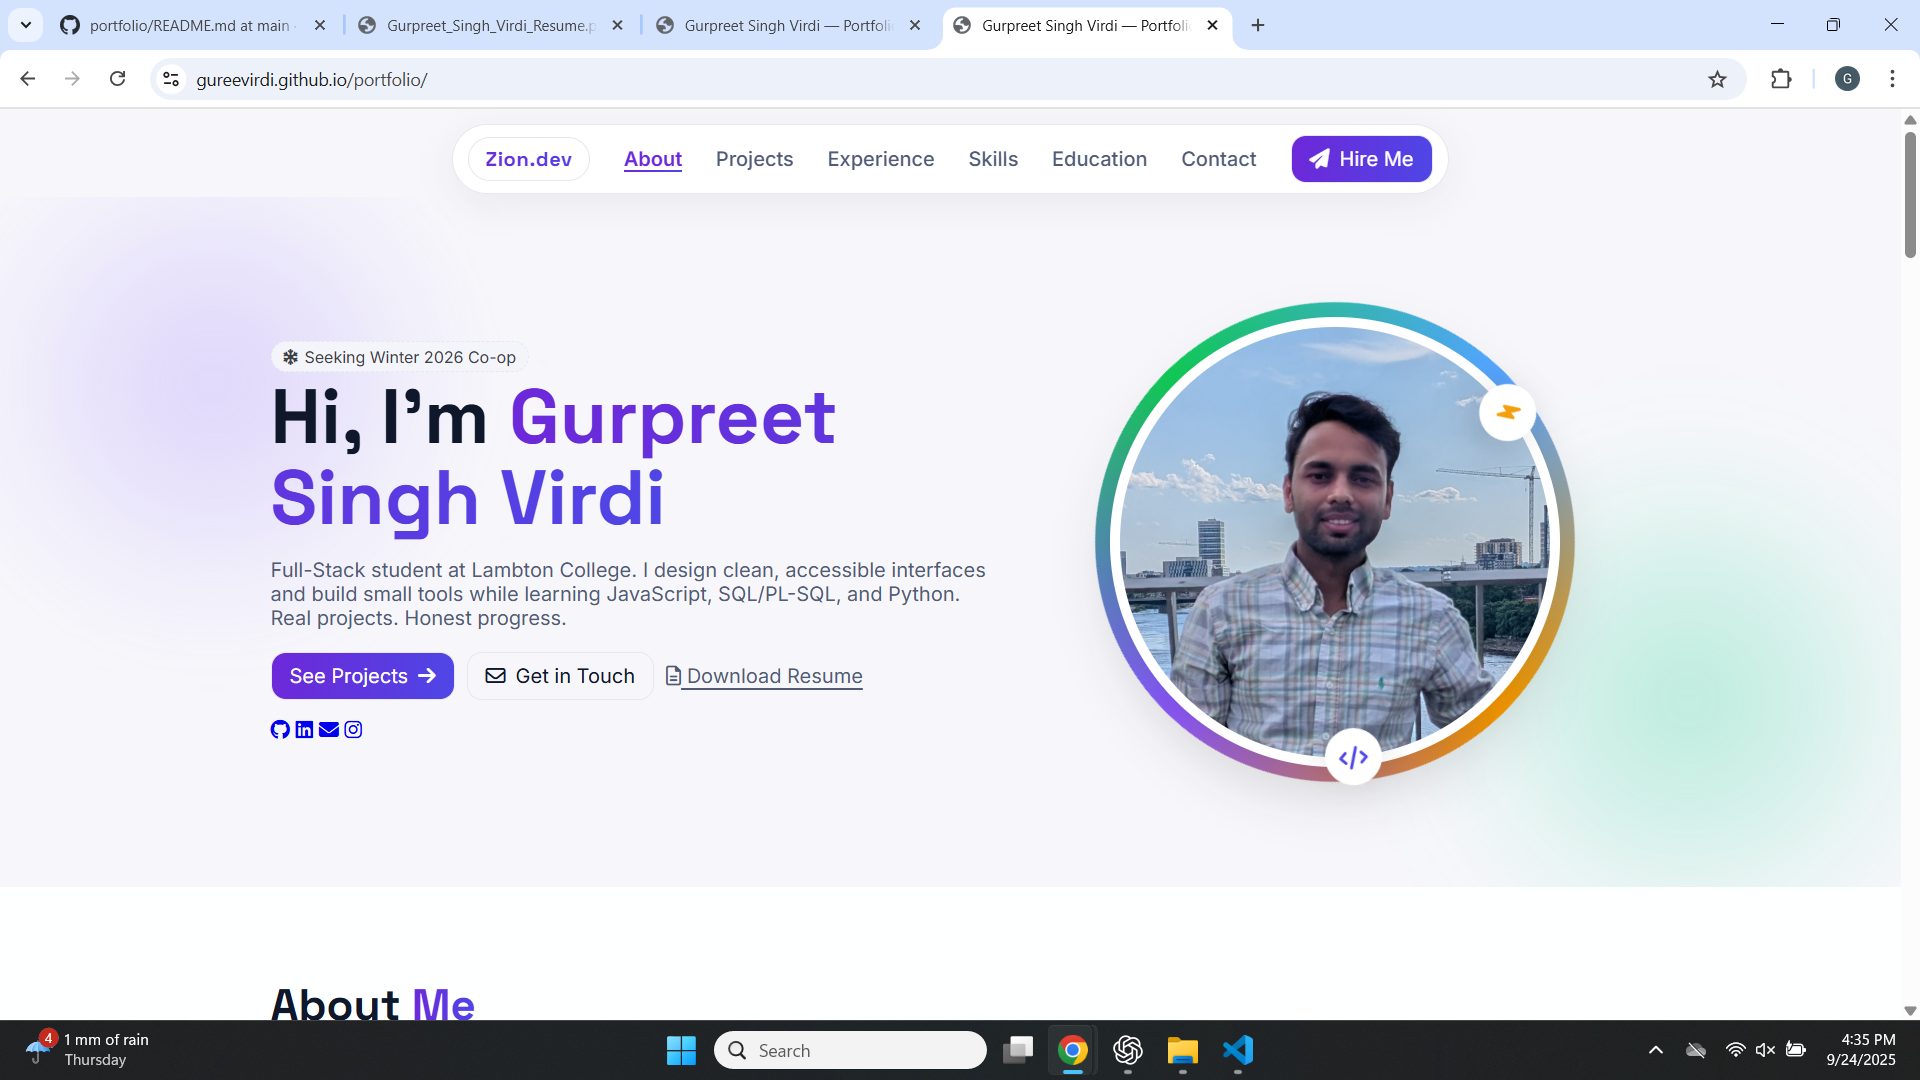 portfolio/README.md at main ·
Gurpreet_Singh_Virdi_Resume.p
Gurpreet Singh Virdi — Portfoli
Gurpreet Singh Virdi — Portfolio
gureevirdi.github.io/portfolio/
G
Zion.dev
About
Projects
Experience
Skills
Education
Contact
Hire Me
Seeking Winter 2026 Co-op
Hi, I’m Gurpreet
Singh Virdi
Full-Stack student at Lambton College. I design clean, accessible interfaces
and build small tools while learning JavaScript, SQL/PL-SQL, and Python.
Real projects. Honest progress.
See Projects
Get in Touch
Download Resume
About Me
4
1 mm of rain
Thursday
Search
4:35 PM
9/24/2025